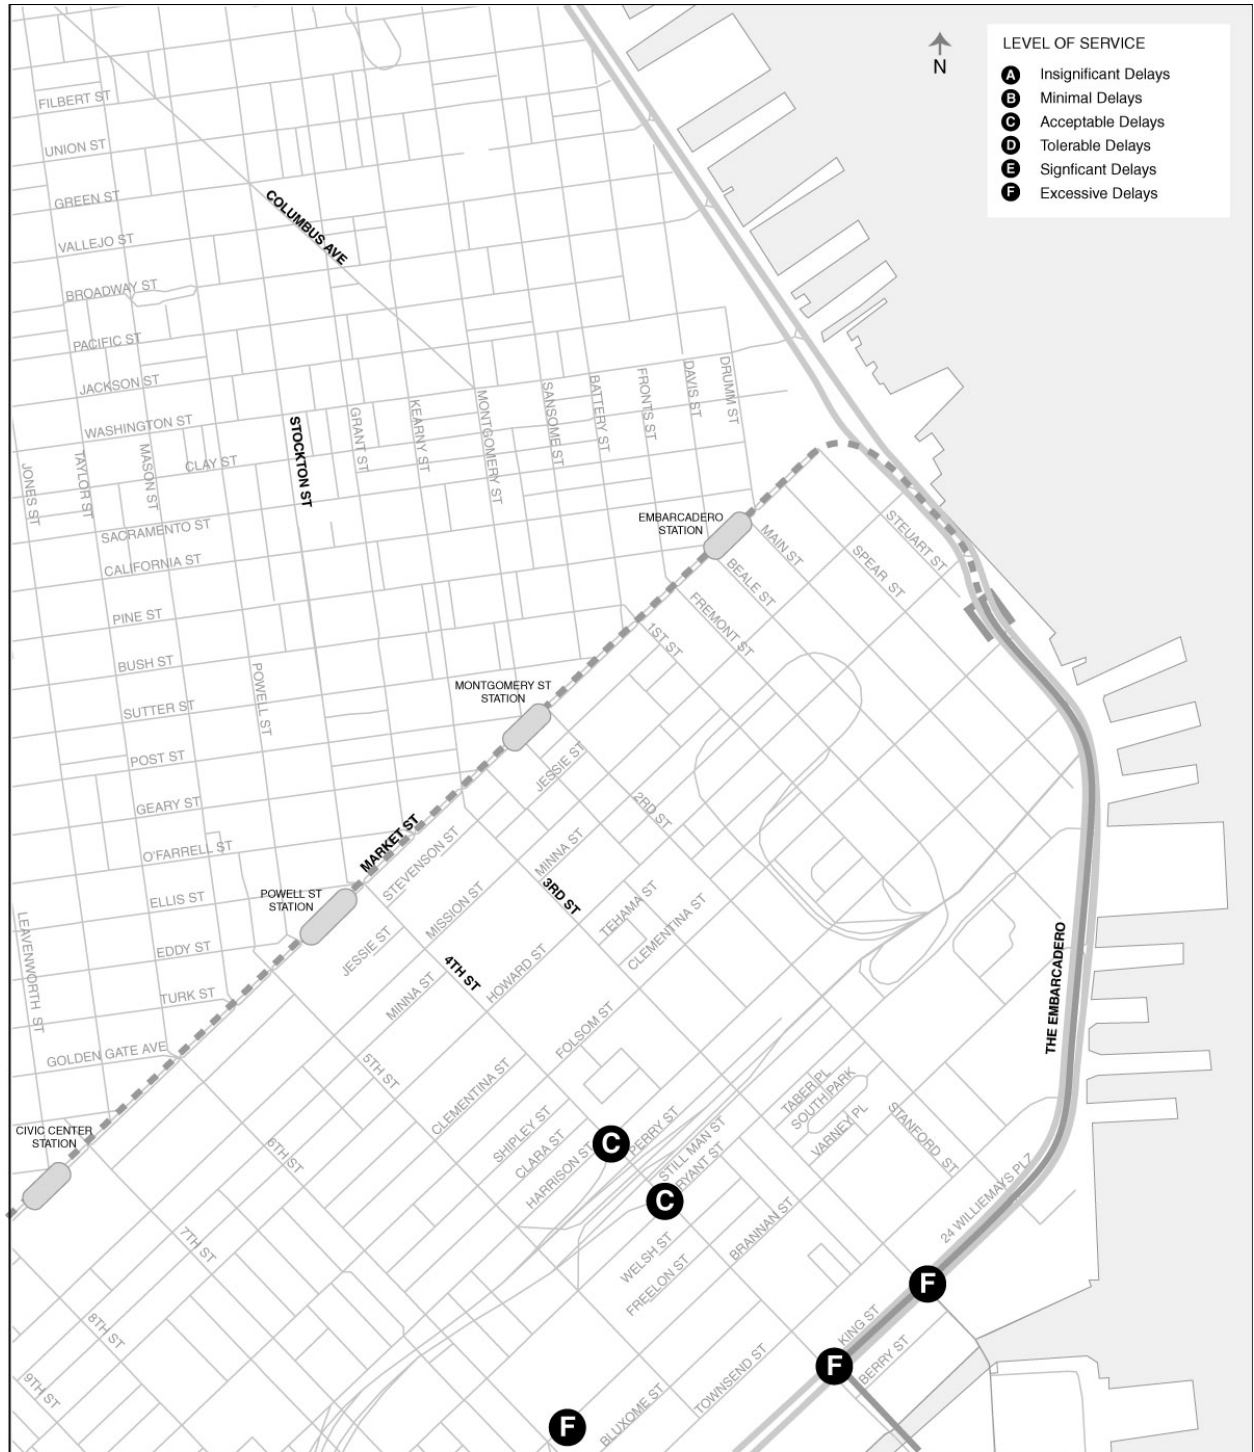 N
LEVEL OF SERVICE
A Insignificant Delays
B Minimal Delays
C Acceptable Delays
D Tolerable Delays
E Signficant Delays
F Excessive Delays
FILBERT ST
UNION ST
GREEN ST
VALLEJO ST
BROADWAY ST
PACIFIC ST
JACKSON ST
WASHINGTON ST
CLAY ST
SACRAMENTO ST
CALIFORNIA ST
PINE ST
BUSH ST
SUTTER ST
POST ST
GEARY ST
O'FARRELL ST
ELLIS ST
EDDY ST
TURK ST
GOLDEN GATE AVE
COLUMBUS AVE
JONES ST
TAYLOR ST
MASON ST
POWELL ST
STOCKTON ST
GRANT ST
KEARNY ST
MONTGOMERY ST
SANSOME ST
BATTERY ST
FRONTS ST
DAVIS ST
DRUMM ST
LEAVENWORTH ST
EMBARCADERO
STATION
MONTGOMERY ST
STATION
POWELL ST
STATION
CIVIC CENTER
STATION
MARKET ST
STEUART ST
SPEAR ST
MAIN ST
BEALE ST
FREMONT ST
1ST ST
2RD ST
3RD ST
4TH ST
5TH ST
6TH ST
7TH ST
8TH ST
9TH ST
JESSIE ST
STEVENSON ST
MINNA ST
MISSION ST
TEHAMA ST
CLEMENTINA ST
JESSIE ST
MINNA ST
HOWARD ST
FOLSOM ST
CLEMENTINA ST
SHIPLEY ST
CLARA ST
HARRISON ST
PERRY ST
STILL MAN ST
RYANT ST
TABER PL
SOUTH PARK
VARNEY PL
STANFORD ST
24 WILLIEMAYS PLZ
THE EMBARCADERO
WELSH ST
FREELON ST
BRANNAN ST
BLUXOME ST
TOWNSEND ST
KING ST
BERRY ST
C
C
F
F
F